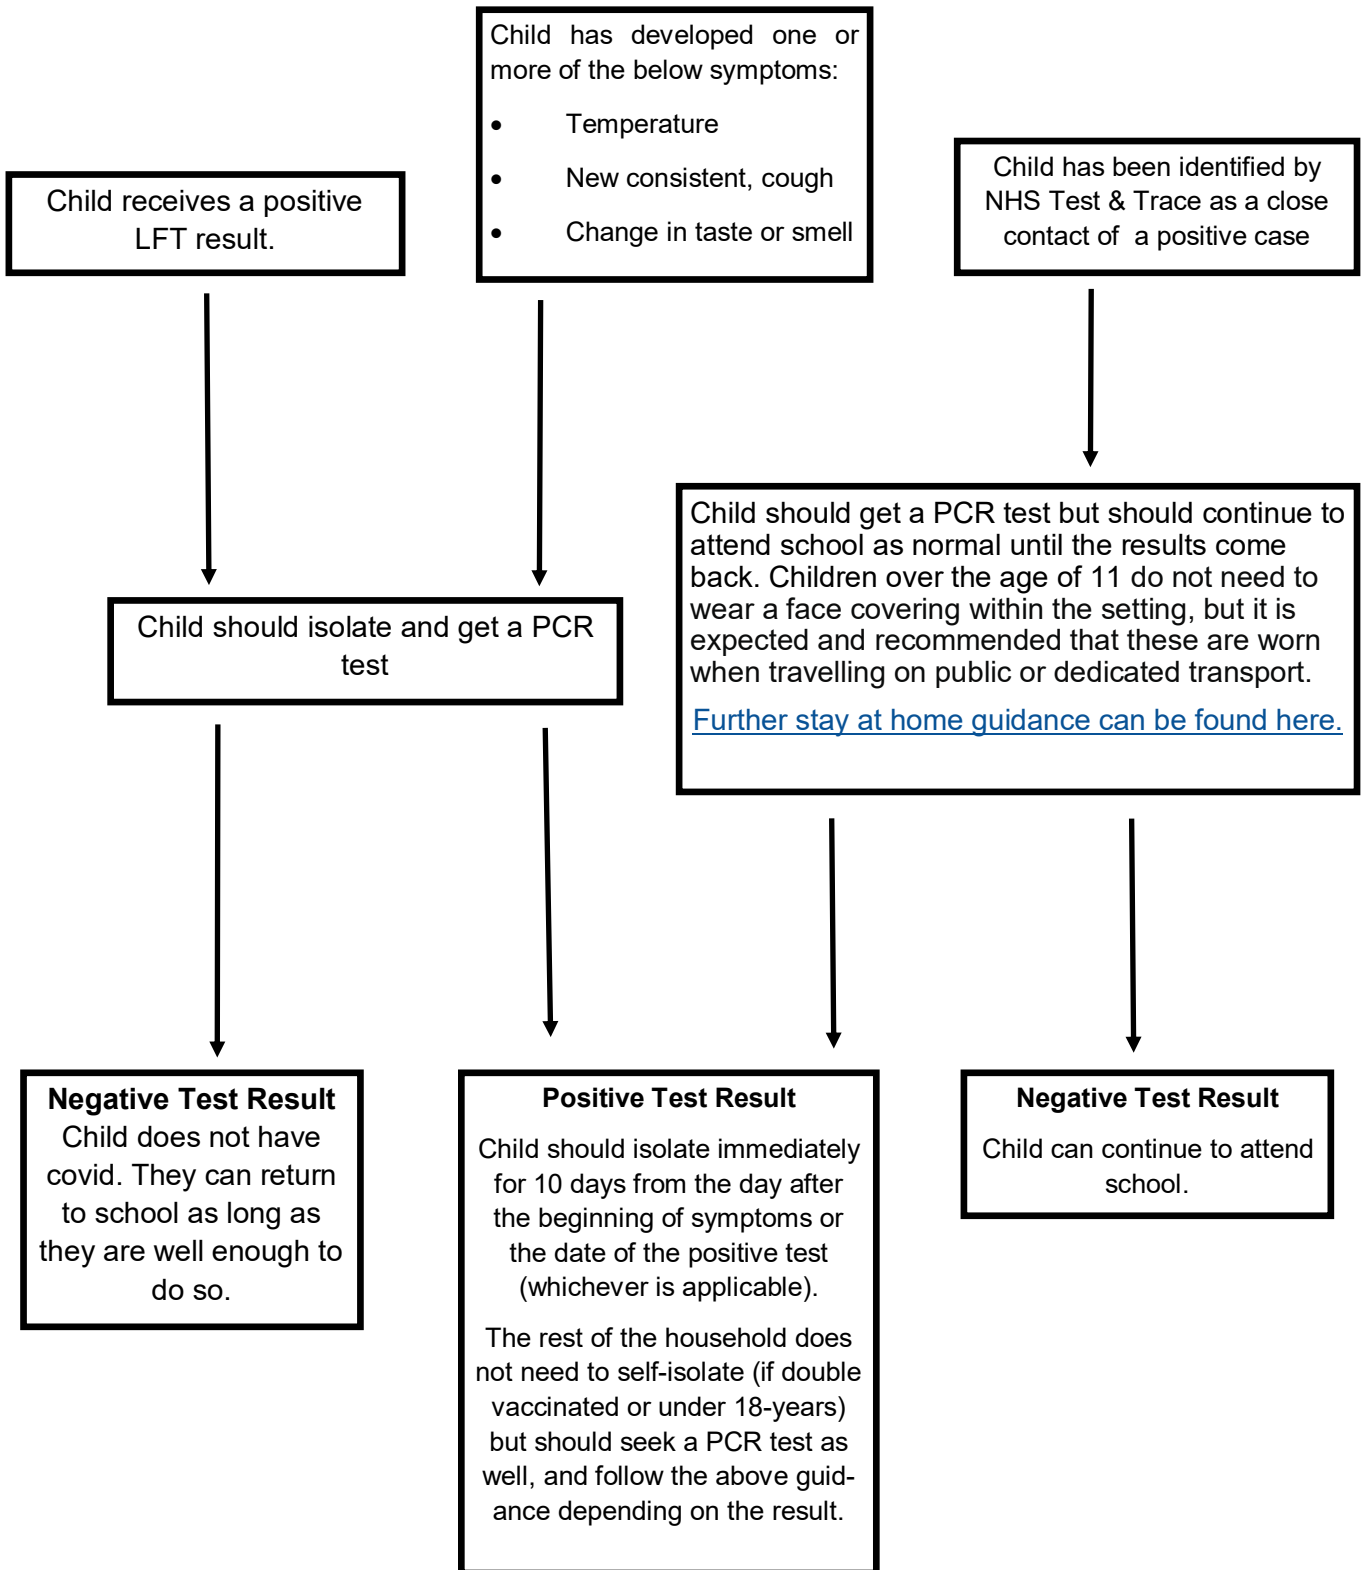 Child has developed one or
more of the below symptoms:
• Temperature
• New consistent, cough
• Change in taste or smell
Child receives a positive
LFT result.
Child has been identified by
NHS Test & Trace as a close
contact of a positive case
Child should isolate and get a PCR
test
Child should get a PCR test but should continue to
attend school as normal until the results come
back. Children over the age of 11 do not need to
wear a face covering within the setting, but it is
expected and recommended that these are worn
when travelling on public or dedicated transport.
Further stay at home guidance can be found here.
Negative Test Result
Child does not have
covid. They can return
to school as long as
they are well enough to
do so.
Positive Test Result
Child should isolate immediately
for 10 days from the day after
the beginning of symptoms or
the date of the positive test
(whichever is applicable).
The rest of the household does
not need to self-isolate (if double
vaccinated or under 18-years)
but should seek a PCR test as
well, and follow the above guid-
ance depending on the result.
Negative Test Result
Child can continue to attend
school.